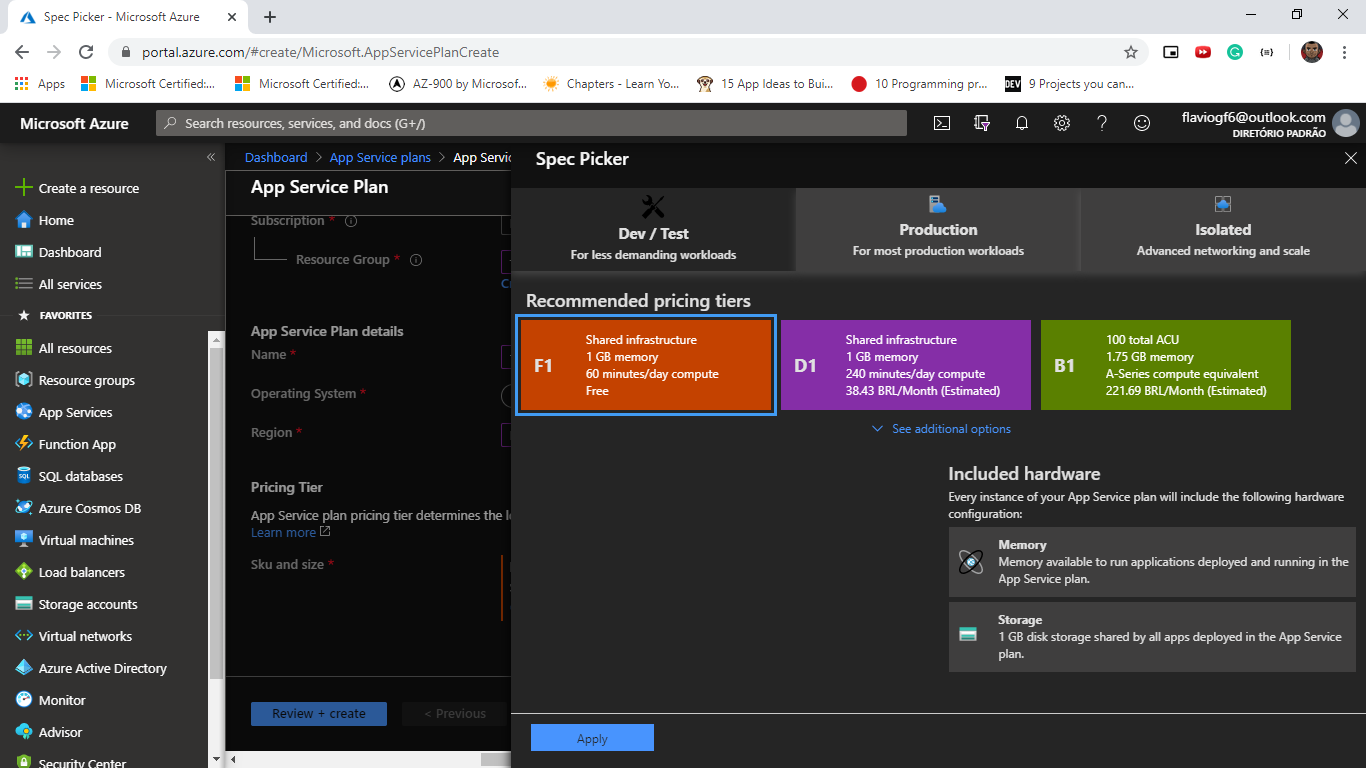 Spec Picker - Microsoft Azure
portal.azure.com/#create/Microsoft.AppServicePlanCreate
Apps
Microsoft Certified:...
Microsoft Certified:...
AZ-900 by Microsof...
Chapters - Learn Yo...
15 App Ideas to Bui...
10 Programming pr...
DEV
9 Projects you can...
Microsoft Azure
Search resources, services, and docs (G+/)
flaviogf6@outlook.com
DIRETÓRIO PADRÃO
Create a resource
Home
Dashboard
All services
FAVORITES
All resources
Resource groups
App Services
Function App
SQL
SQL databases
Azure Cosmos DB
Virtual machines
Load balancers
Storage accounts
Virtual networks
Azure Active Directory
Monitor
Advisor
Security Center
Dashboard > App Service plans > App Servic
App Service Plan
Subscription *
Resource Group *
App Service Plan details
Name *
Operating System *
Region *
Pricing Tier
App Service plan pricing tier determines the l
Learn more
Sku and size *
Review + create
< Previous
Spec Picker
Dev / Test
For less demanding workloads
Production
For most production workloads
Isolated
Advanced networking and scale
Recommended pricing tiers
F1
Shared infrastructure
1 GB memory
60 minutes/day compute
Free
D1
Shared infrastructure
1 GB memory
240 minutes/day compute
38.43 BRL/Month (Estimated)
B1
100 total ACU
1.75 GB memory
A-Series compute equivalent
221.69 BRL/Month (Estimated)
See additional options
Included hardware
Every instance of your App Service plan will include the following hardware
configuration:
Memory
Memory available to run applications deployed and running in the
App Service plan.
Storage
1 GB disk storage shared by all apps deployed in the App Service
plan.
Apply